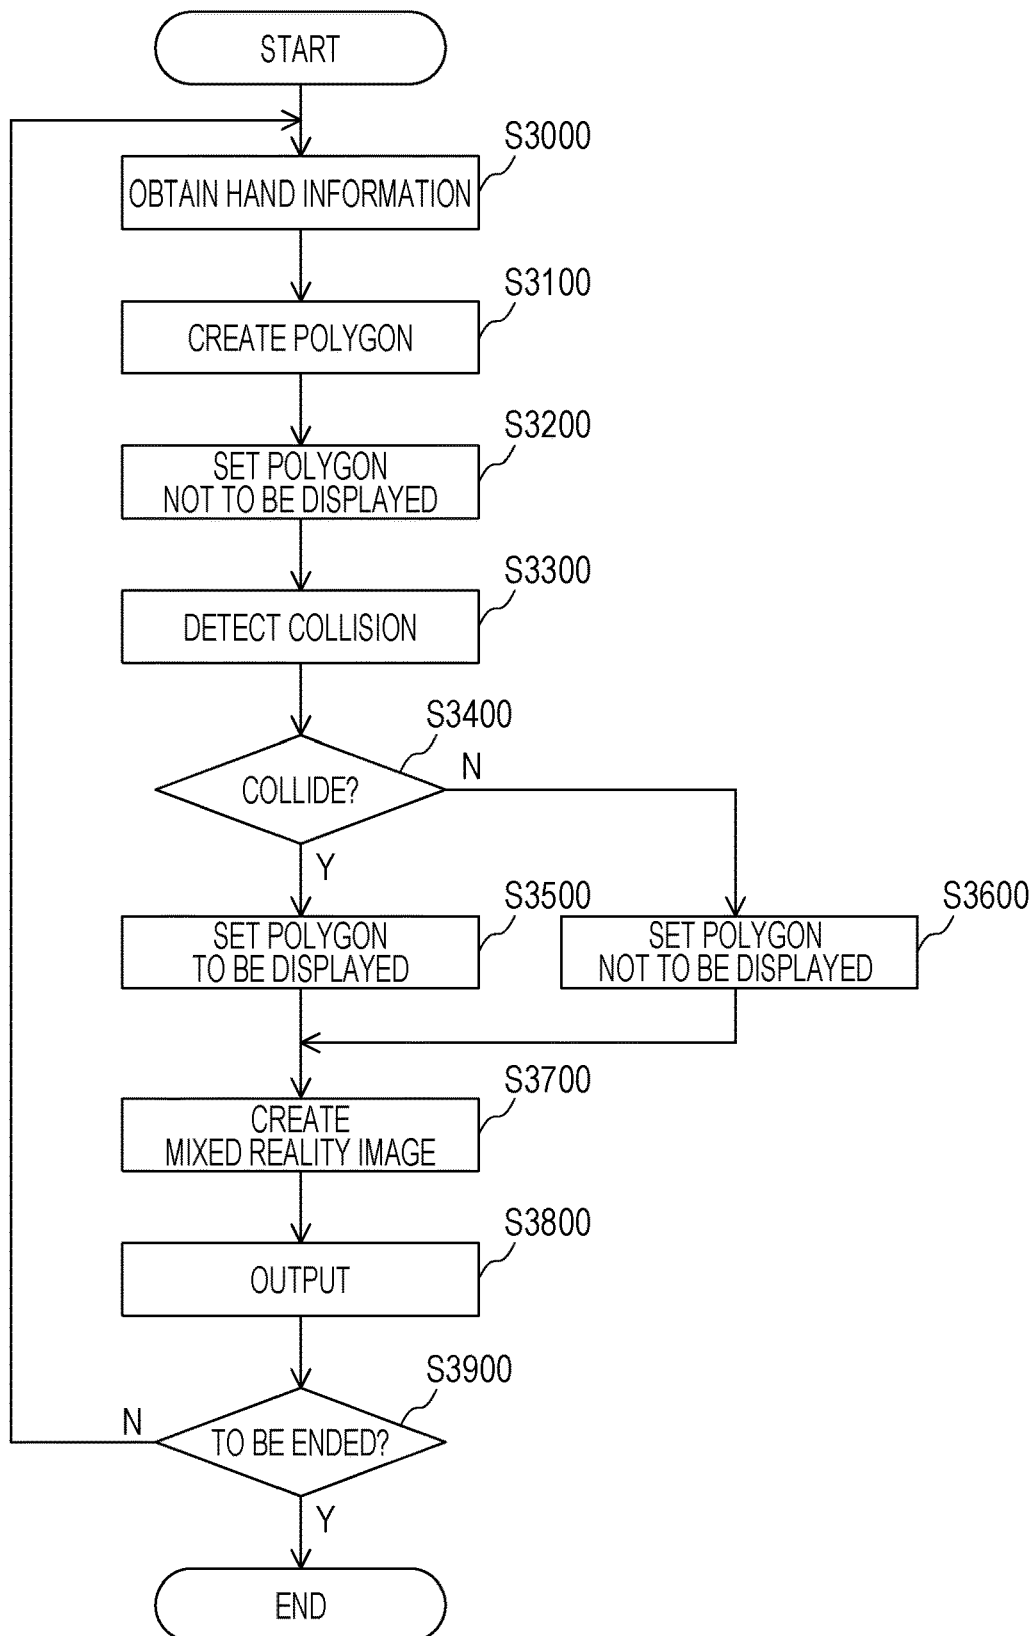 START
S3000
OBTAIN HAND INFORMATION
S3100
CREATE POLYGON
S3200
SET POLYGON
NOT TO BE DISPLAYED
S3300
DETECT COLLISION
S3400
COLLIDE?
N
Y
S3500
SET POLYGON
TO BE DISPLAYED
S3600
SET POLYGON
NOT TO BE DISPLAYED
S3700
CREATE
MIXED REALITY IMAGE
S3800
OUTPUT
S3900
TO BE ENDED?
N
Y
END